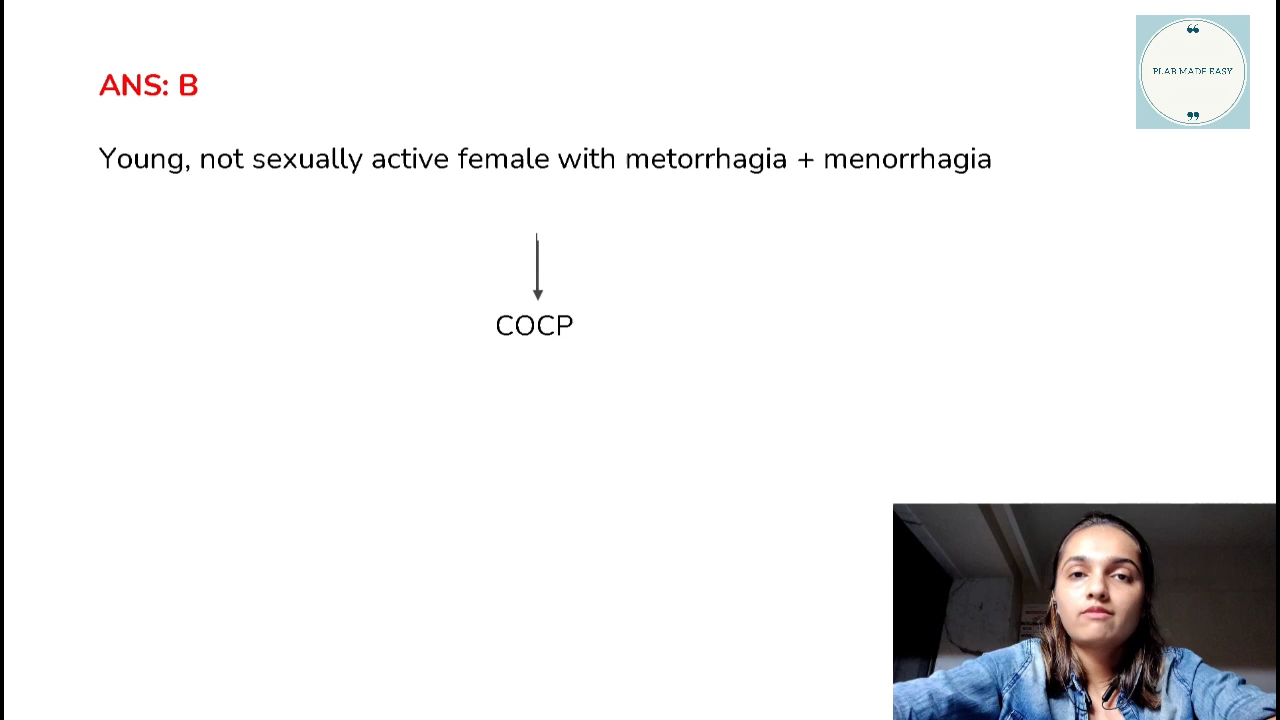 ANS: B
“
PLAB MADE EASY
”
Young, not sexually active female with metorrhagia + menorrhagia
COCP